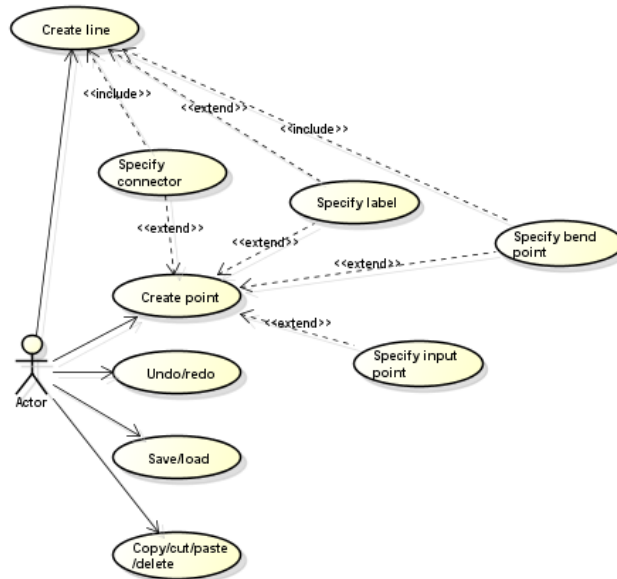 Create line
<<include>>
<<extend>>
<<include>>
Specify
connector
Specify label
<<extend>>
<<extend>>
Specify bend
point
<<extend>>
Create point
<<extend>>
Specify input
point
Undo/redo
Actor
Save/load
Copy/cut/paste
/delete